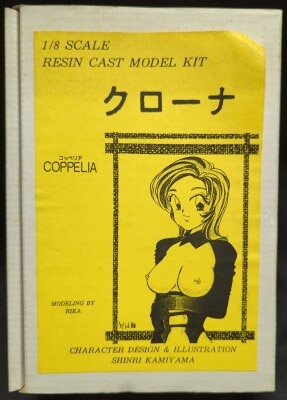 1/8 SCALE
RESIN CAST MODEL KIT
クローナ
コッペリア
COPPELIA
MODELING BY
RIKA
CHARACTER DESIGN & ILLUSTRATION
SHINRI KAMIYAMA